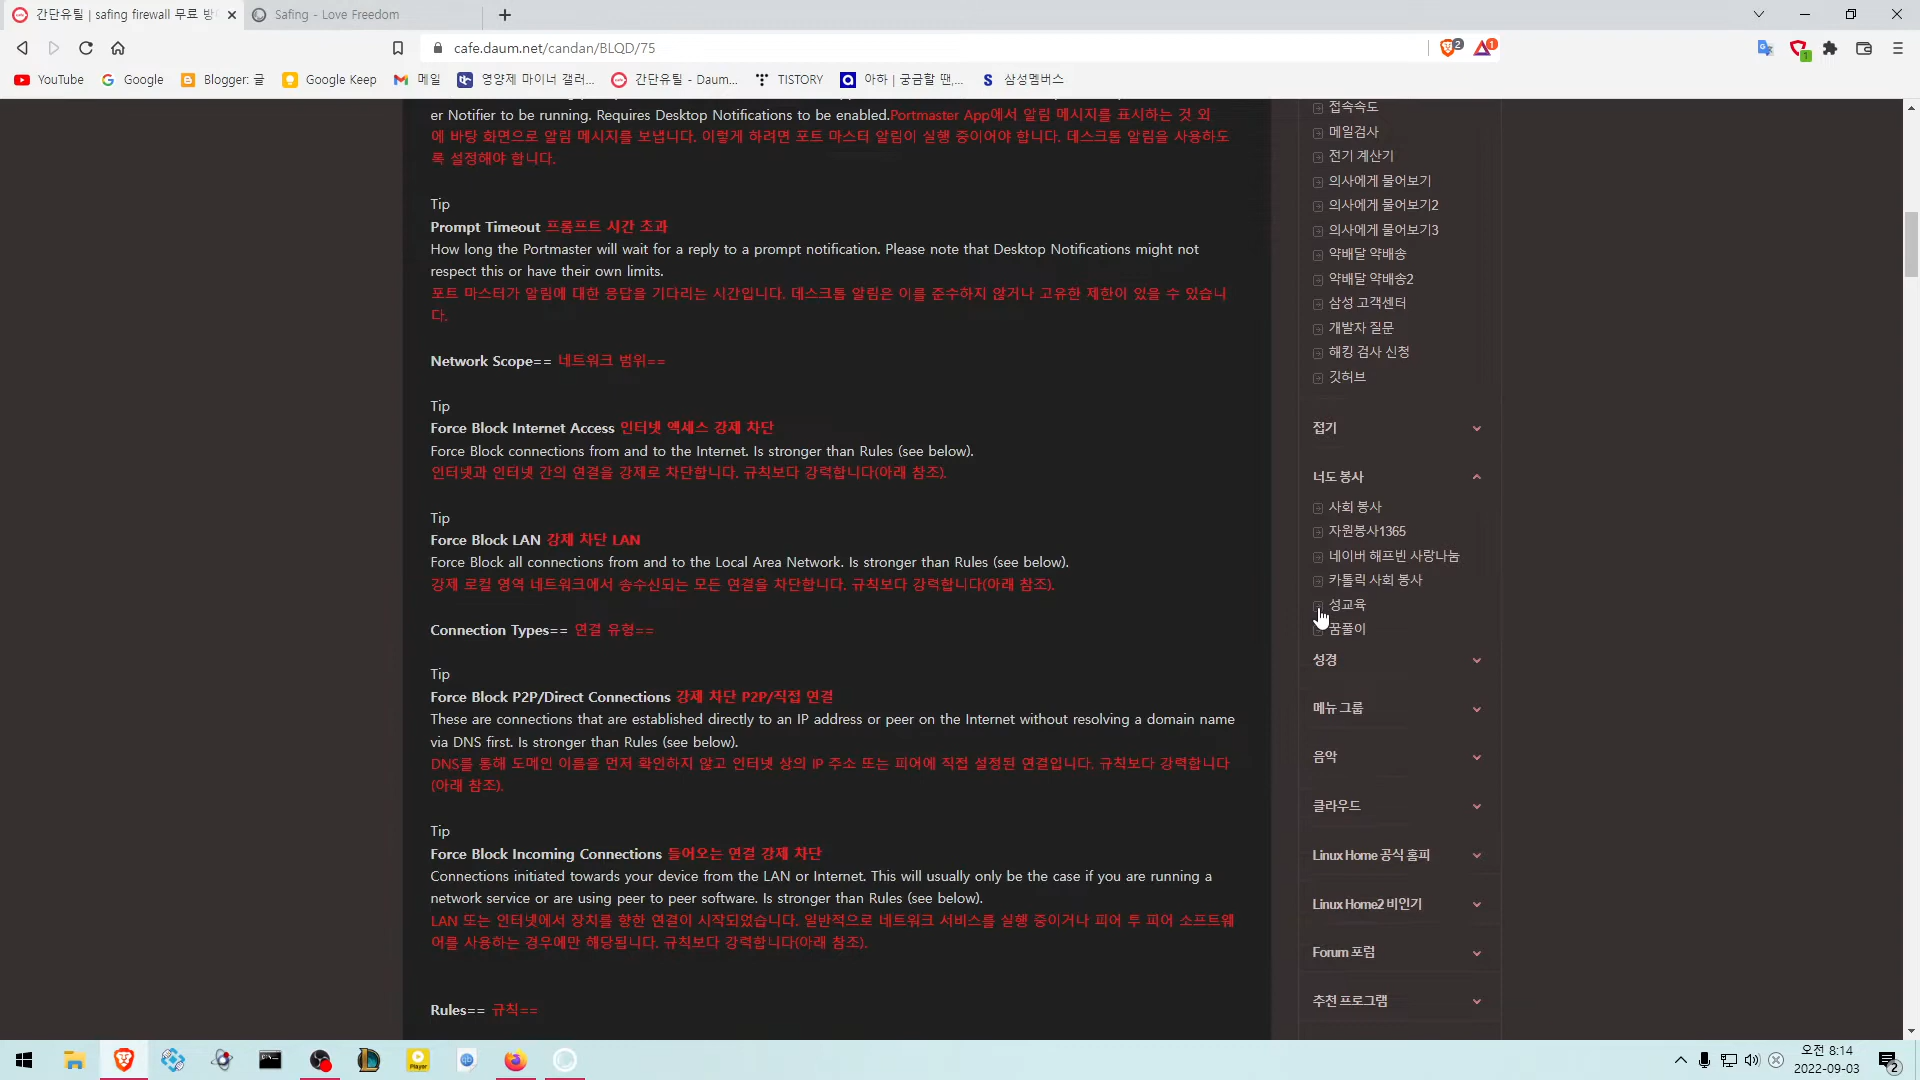 간단유틸 | safing firewall 무료 방
Safing - Love Freedom
cafe.daum.net/candan/BLQD/75
2
1
1
YouTube
Google
Blogger: 글
Google Keep
메일
영양제 마이너 갤러...
간단유틸 - Daum...
TISTORY
아하 | 궁금할 땐,...
삼성멤버스
er Notifier to be running. Requires Desktop Notifications to be enabled.Portmaster App에서 알림 메시지를 표시하는 것 외
에 바탕 화면으로 알림 메시지를 보냅니다. 이렇게 하려면 포트 마스터 알림이 실행 중이어야 합니다. 데스크톱 알림을 사용하도
록 설정해야 합니다.
Tip
Prompt Timeout 프롬프트 시간 초과
How long the Portmaster will wait for a reply to a prompt notification. Please note that Desktop Notifications might not
respect this or have their own limits.
포트 마스터가 알림에 대한 응답을 기다리는 시간입니다. 데스크톱 알림은 이를 준수하지 않거나 고유한 제한이 있을 수 있습니
다.
Network Scope== 네트워크 범위==
Tip
Force Block Internet Access 인터넷 액세스 강제 차단
Force Block connections from and to the Internet. Is stronger than Rules (see below).
인터넷과 인터넷 간의 연결을 강제로 차단합니다. 규칙보다 강력합니다(아래 참조).
Tip
Force Block LAN 강제 차단 LAN
Force Block all connections from and to the Local Area Network. Is stronger than Rules (see below).
강제 로컬 영역 네트워크에서 송수신되는 모든 연결을 차단합니다. 규칙보다 강력합니다(아래 참조).
Connection Types== 연결 유형==
Tip
Force Block P2P/Direct Connections 강제 차단 P2P/직접 연결
These are connections that are established directly to an IP address or peer on the Internet without resolving a domain name
via DNS first. Is stronger than Rules (see below).
DNS를 통해 도메인 이름을 먼저 확인하지 않고 인터넷 상의 IP 주소 또는 피어에 직접 설정된 연결입니다. 규칙보다 강력합니다
(아래 참조).
Tip
Force Block Incoming Connections 들어오는 연결 강제 차단
Connections initiated towards your device from the LAN or Internet. This will usually only be the case if you are running a
network service or are using peer to peer software. Is stronger than Rules (see below).
LAN 또는 인터넷에서 장치를 향한 연결이 시작되었습니다. 일반적으로 네트워크 서비스를 실행 중이거나 피어 투 피어 소프트웨
어를 사용하는 경우에만 해당됩니다. 규칙보다 강력합니다(아래 참조).
Rules== 규칙==
접속속도
메일검사
전기 계산기
의사에게 물어보기
의사에게 물어보기2
의사에게 물어보기3
약배달 약배송
약배달 약배송2
삼성 고객센터
개발자 질문
해킹 검사 신청
깃허브
접기
너도 봉사
사회 봉사
자원봉사1365
네이버 해프빈 사랑나눔
카톨릭 사회 봉사
성교육
꿈풀이
성경
메뉴 그룹
음악
클라우드
Linux Home 공식 홈피
Linux Home2 비인기
Forum 포럼
추천 프로그램
Player
오전 8:14
2022-09-03
2